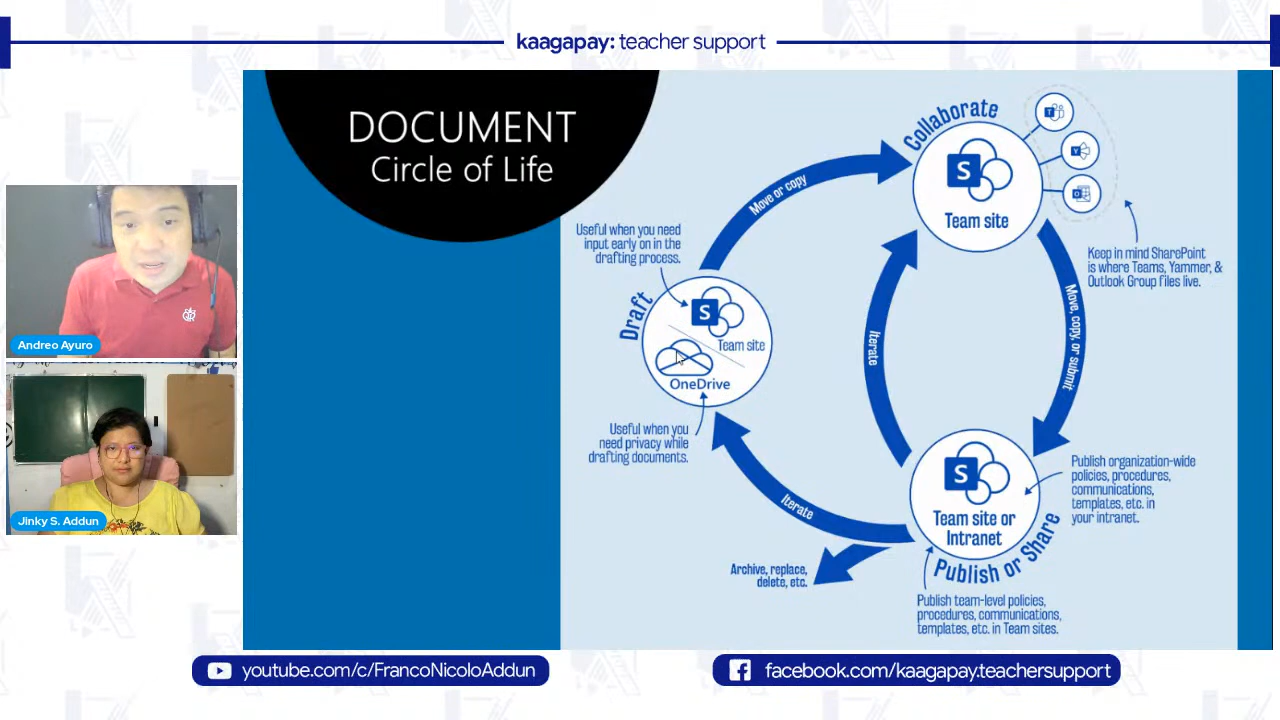 kaagapay: teacher support
DOCUMENT
Circle of Life
Collaborate
T
Y
O
S
Team site
Move or copy
Useful when you need
input early on in the
drafting process.
Keep in mind SharePoint
is where Teams, Yammer, &
Outlook Group files live.
Draft
S
Team site
OneDrive
Iterate
Move, copy, or submit
Useful when you
need privacy while
drafting documents.
S
Team site or
Intranet
Publish organization-wide
policies, procedures,
communications,
templates, etc. in
your intranet.
Iterate
Publish or Share
Archive, replace,
delete, etc.
Publish team-level policies,
procedures, communications,
templates, etc. in Team sites.
Andreo Ayuro
Jinky S. Addun
youtube.com/c/FrancoNicoloAddun
facebook.com/kaagapay.teachersupport